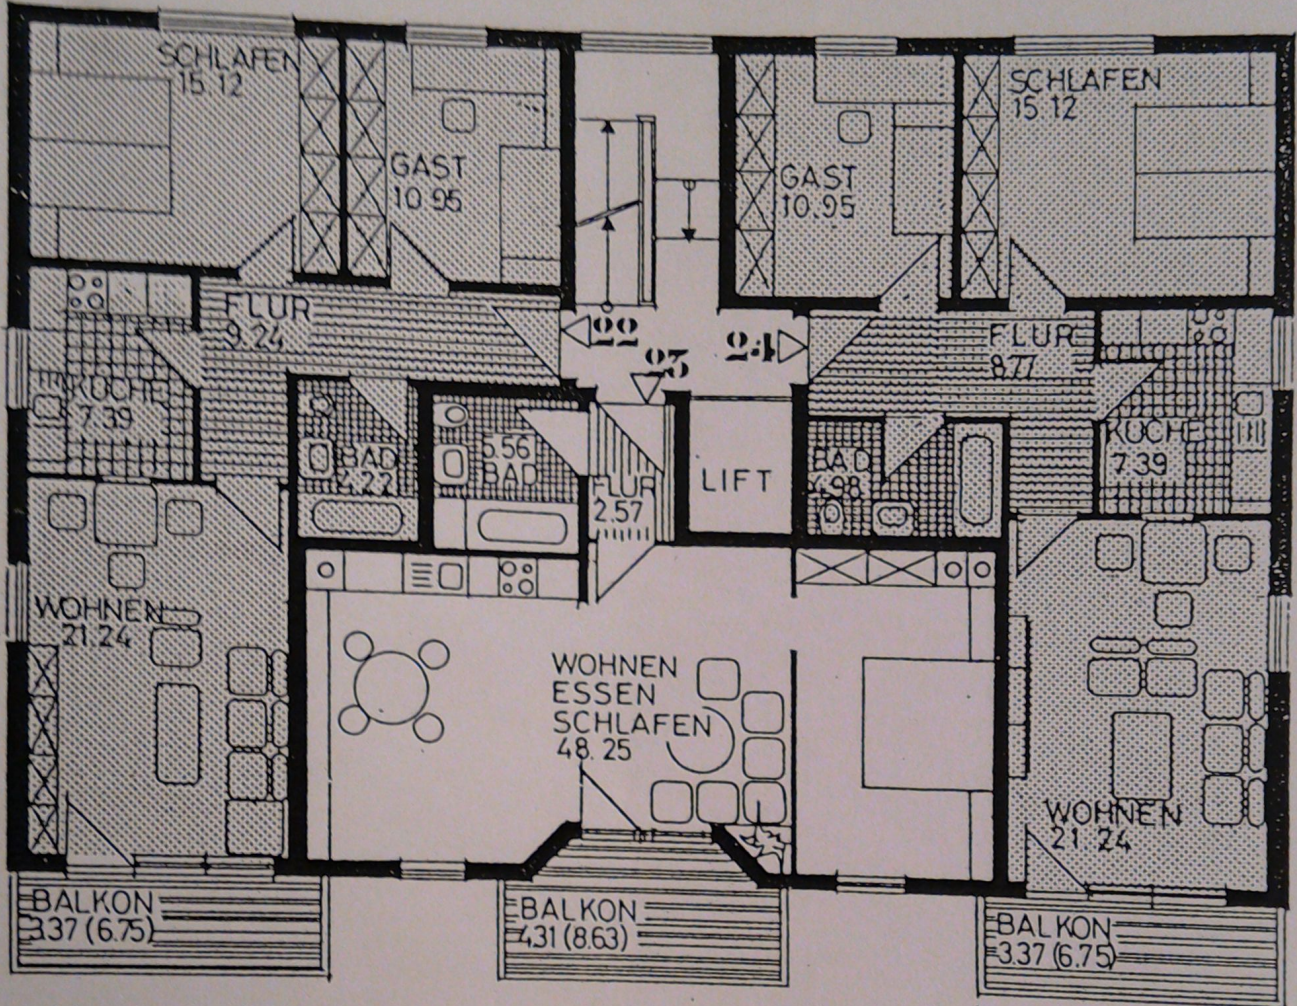 SCHLAFEN
15 12
GAST
10.95
GAST
10.95
SCHLAFEN
15 12
FLUR
9.24
22
23
24
FLUR
8.77
KÜCHE
7.39
BAD
4.22
5.56
BAD
FLUR
2.57
LIFT
BAD
4.98
KÜCHE
7.39
WOHNEN
21.24
WOHNEN
ESSEN
SCHLAFEN
48.25
WOHNEN
21.24
BALKON
3.37 (6.75)
BALKON
4.31 (8.63)
BALKON
3.37 (6.75)